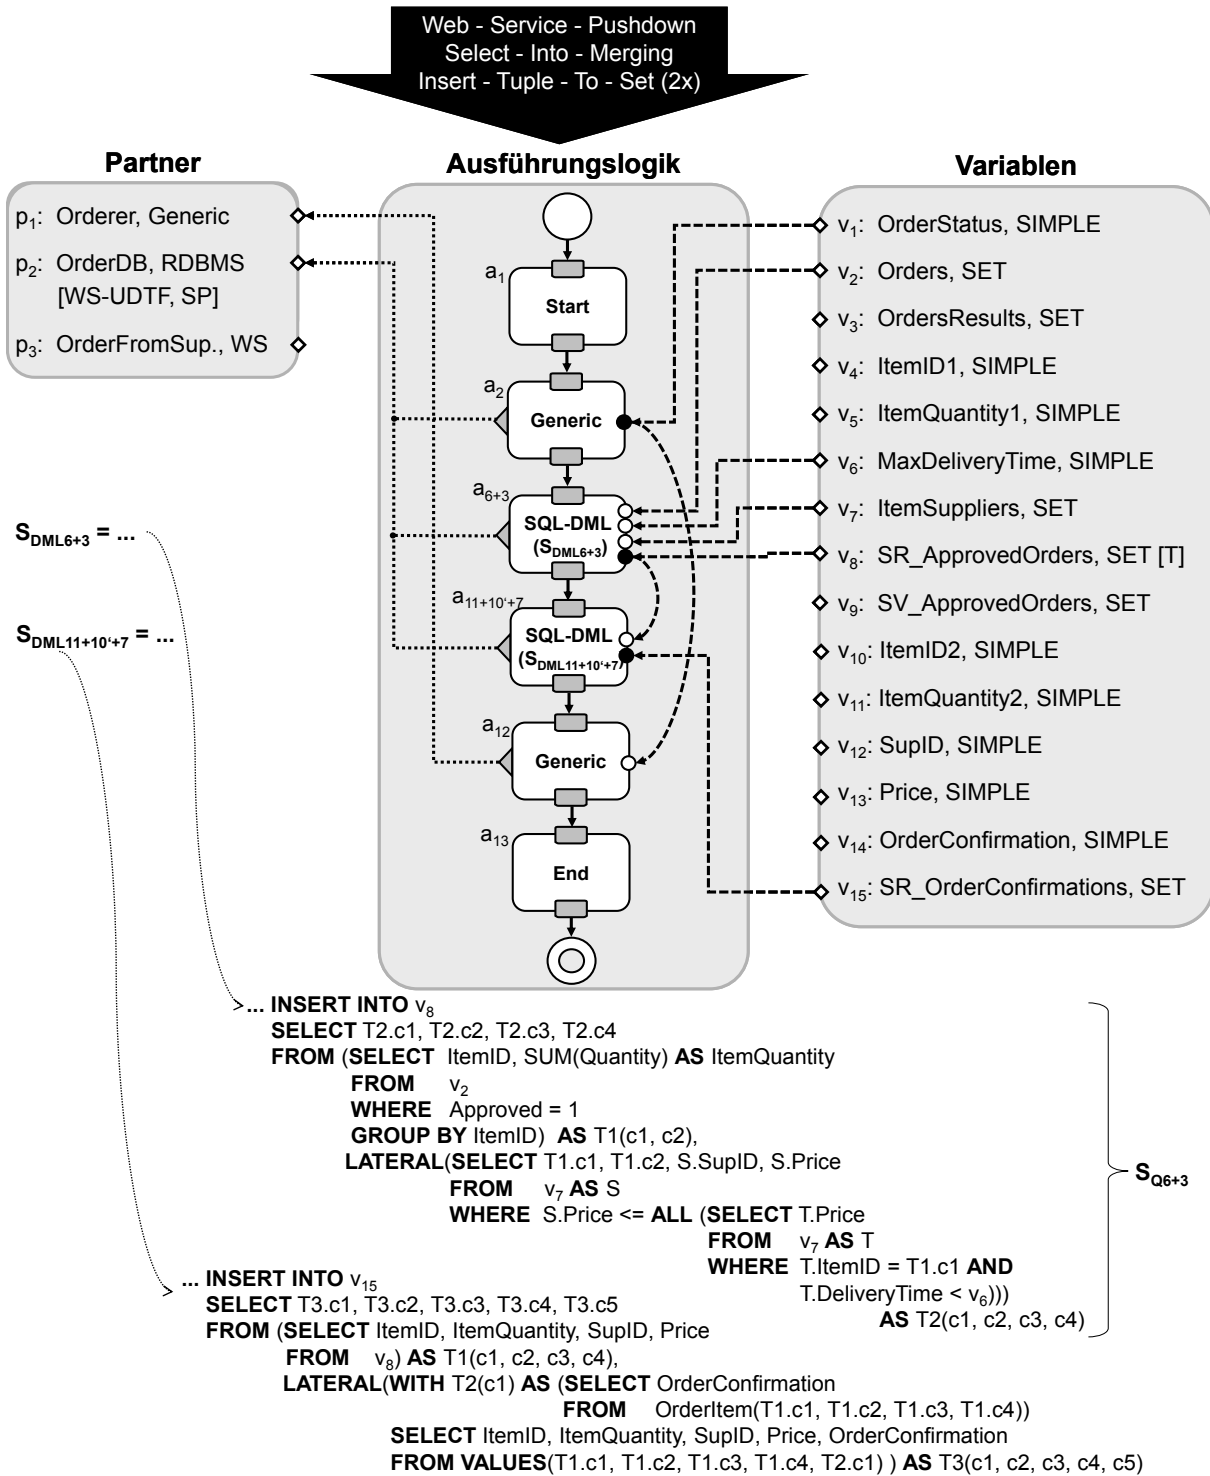 Web - Service - Pushdown
Select - Into - Merging
Insert - Tuple - To - Set (2x)
Partner
p1: Orderer, Generic
p2: OrderDB, RDBMS
[WS-UDTF, SP]
p3: OrderFromSup., WS
Ausführungslogik
a1
Start
a2
Generic
a6+3
SQL-DML
(SDML6+3)
a11+10‘+7
SQL-DML
(SDML11+10‘+7)
a12
Generic
a13
End
Variablen
v1: OrderStatus, SIMPLE
v2: Orders, SET
v3: OrdersResults, SET
v4: ItemID1, SIMPLE
v5: ItemQuantity1, SIMPLE
v6: MaxDeliveryTime, SIMPLE
v7: ItemSuppliers, SET
v8: SR_ApprovedOrders, SET [T]
v9: SV_ApprovedOrders, SET
v10: ItemID2, SIMPLE
v11: ItemQuantity2, SIMPLE
v12: SupID, SIMPLE
v13: Price, SIMPLE
v14: OrderConfirmation, SIMPLE
v15: SR_OrderConfirmations, SET
SDML6+3 = ...
SDML11+10‘+7 = ...
... INSERT INTO v8
SELECT T2.c1, T2.c2, T2.c3, T2.c4
FROM (SELECT ItemID, SUM(Quantity) AS ItemQuantity
FROM v2
WHERE Approved = 1
GROUP BY ItemID) AS T1(c1, c2),
LATERAL(SELECT T1.c1, T1.c2, S.SupID, S.Price
FROM v7 AS S
WHERE S.Price <= ALL (SELECT T.Price
FROM v7 AS T
WHERE T.ItemID = T1.c1 AND
T.DeliveryTime < v6)))
AS T2(c1, c2, c3, c4)
SQ6+3
... INSERT INTO v15
SELECT T3.c1, T3.c2, T3.c3, T3.c4, T3.c5
FROM (SELECT ItemID, ItemQuantity, SupID, Price
FROM v8) AS T1(c1, c2, c3, c4),
LATERAL(WITH T2(c1) AS (SELECT OrderConfirmation
FROM OrderItem(T1.c1, T1.c2, T1.c3, T1.c4))
SELECT ItemID, ItemQuantity, SupID, Price, OrderConfirmation
FROM VALUES(T1.c1, T1.c2, T1.c3, T1.c4, T2.c1) ) AS T3(c1, c2, c3, c4, c5)